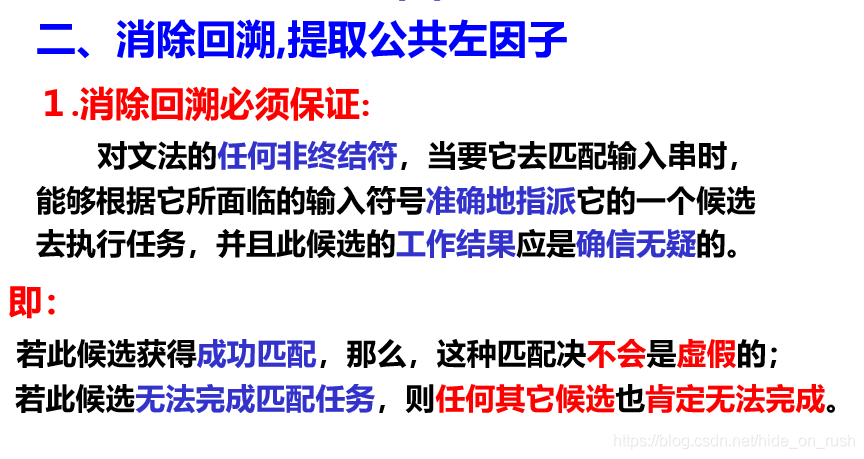 二、消除回溯,提取公共左因子
１.消除回溯必须保证:
对文法的任何非终结符，当要它去匹配输入串时，
能够根据它所面临的输入符号准确地指派它的一个候选
去执行任务，并且此候选的工作结果应是确信无疑的。
即：
若此候选获得成功匹配，那么，这种匹配决不会是虚假的；
若此候选无法完成匹配任务，则任何其它候选也肯定无法完成。
https://blog.csdn.net/hide_on_rush